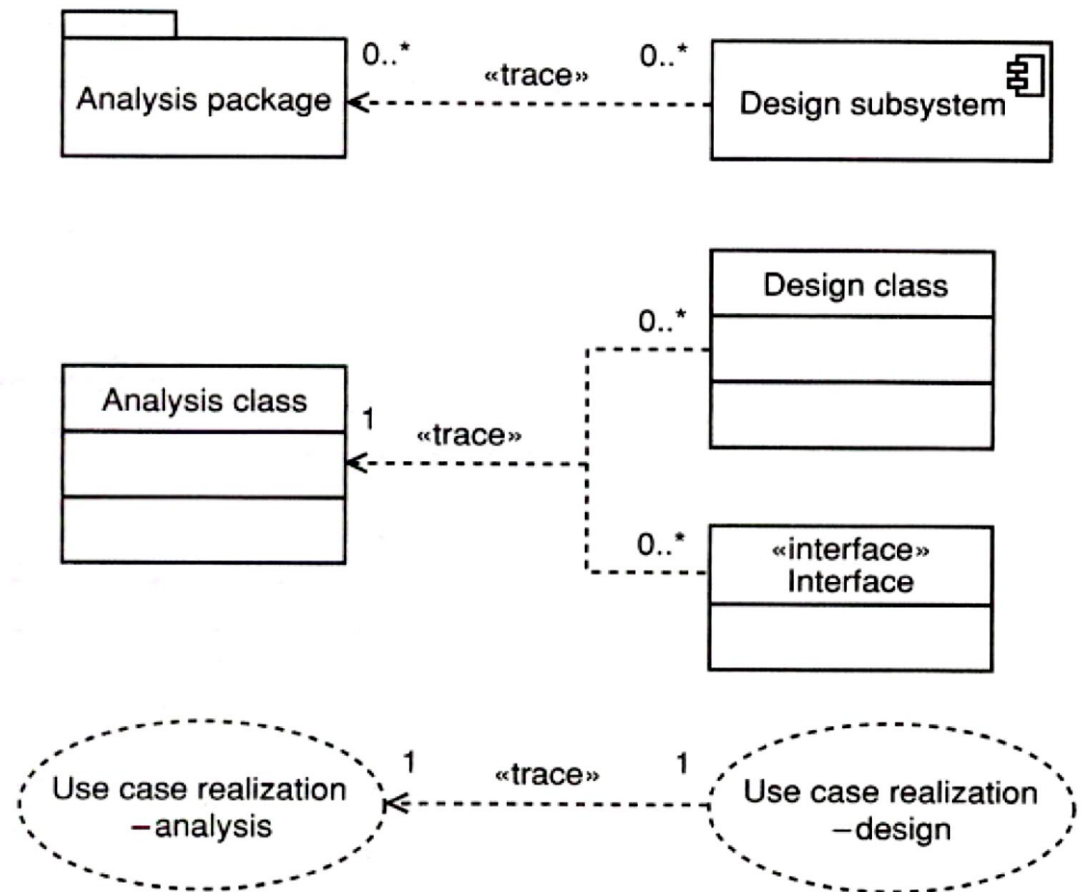 Analysis package
0..*
«trace»
0..*
Design subsystem
Design class
0..*
Analysis class
1
«trace»
0..*
«interface»
Interface
Use case realization
–analysis
1
«trace»
1
Use case realization
–design